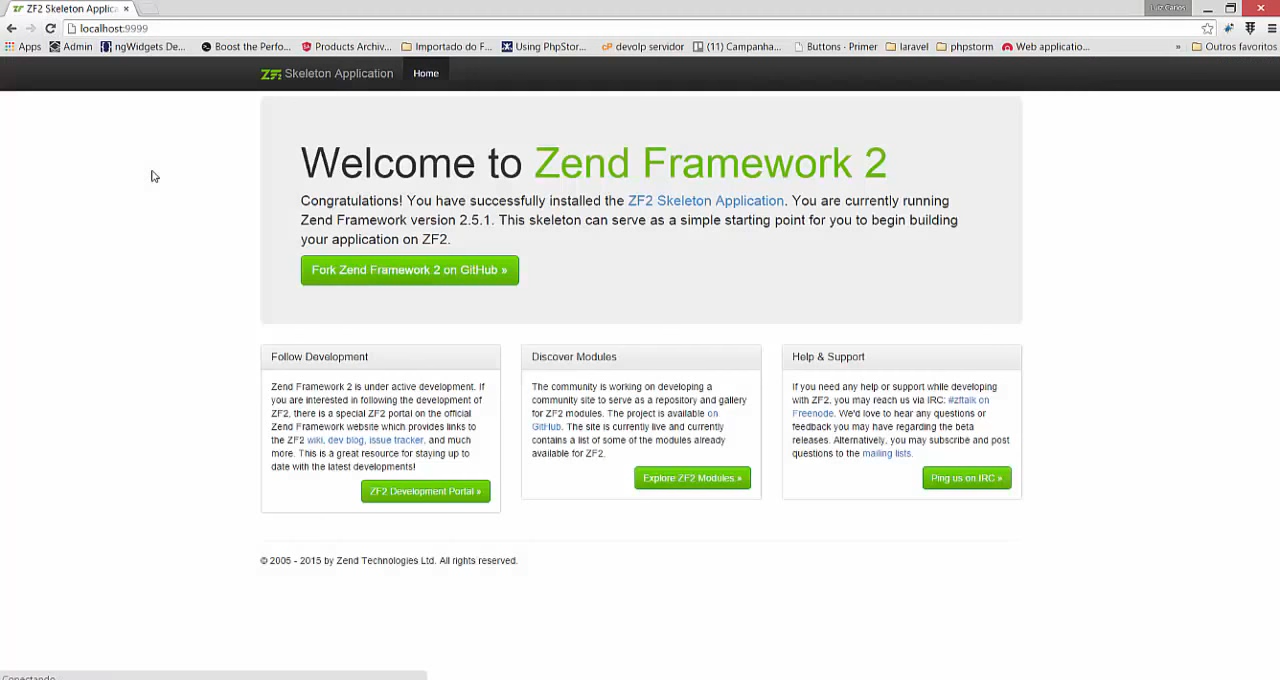 ZF2 Skeleton Applica
Luiz Carlos
localhost:9999
Apps Admin ngWidgets De... Boost the Perfo... Products Archiv... Importado do F... Using PhpStor... devolp servidor (11) Campanha... Buttons · Primer laravel phpstorm Web applicatio... » Outros favoritos
Skeleton Application Home
Welcome to Zend Framework 2
Congratulations! You have successfully installed the ZF2 Skeleton Application. You are currently running
Zend Framework version 2.5.1. This skeleton can serve as a simple starting point for you to begin building
your application on ZF2.
Fork Zend Framework 2 on GitHub »
Follow Development
Zend Framework 2 is under active development. If
you are interested in following the development of
ZF2, there is a special ZF2 portal on the official
Zend Framework website which provides links to
the ZF2 wiki, dev blog, issue tracker, and much
more. This is a great resource for staying up to
date with the latest developments!
ZF2 Development Portal »
Discover Modules
The community is working on developing a
community site to serve as a repository and gallery
for ZF2 modules. The project is available on
GitHub. The site is currently live and currently
contains a list of some of the modules already
available for ZF2.
Explore ZF2 Modules »
Help & Support
If you need any help or support while developing
with ZF2, you may reach us via IRC: #zftalk on
Freenode. We'd love to hear any questions or
feedback you may have regarding the beta
releases. Alternatively, you may subscribe and post
questions to the mailing lists.
Ping us on IRC »
© 2005 - 2015 by Zend Technologies Ltd. All rights reserved.
Conectando